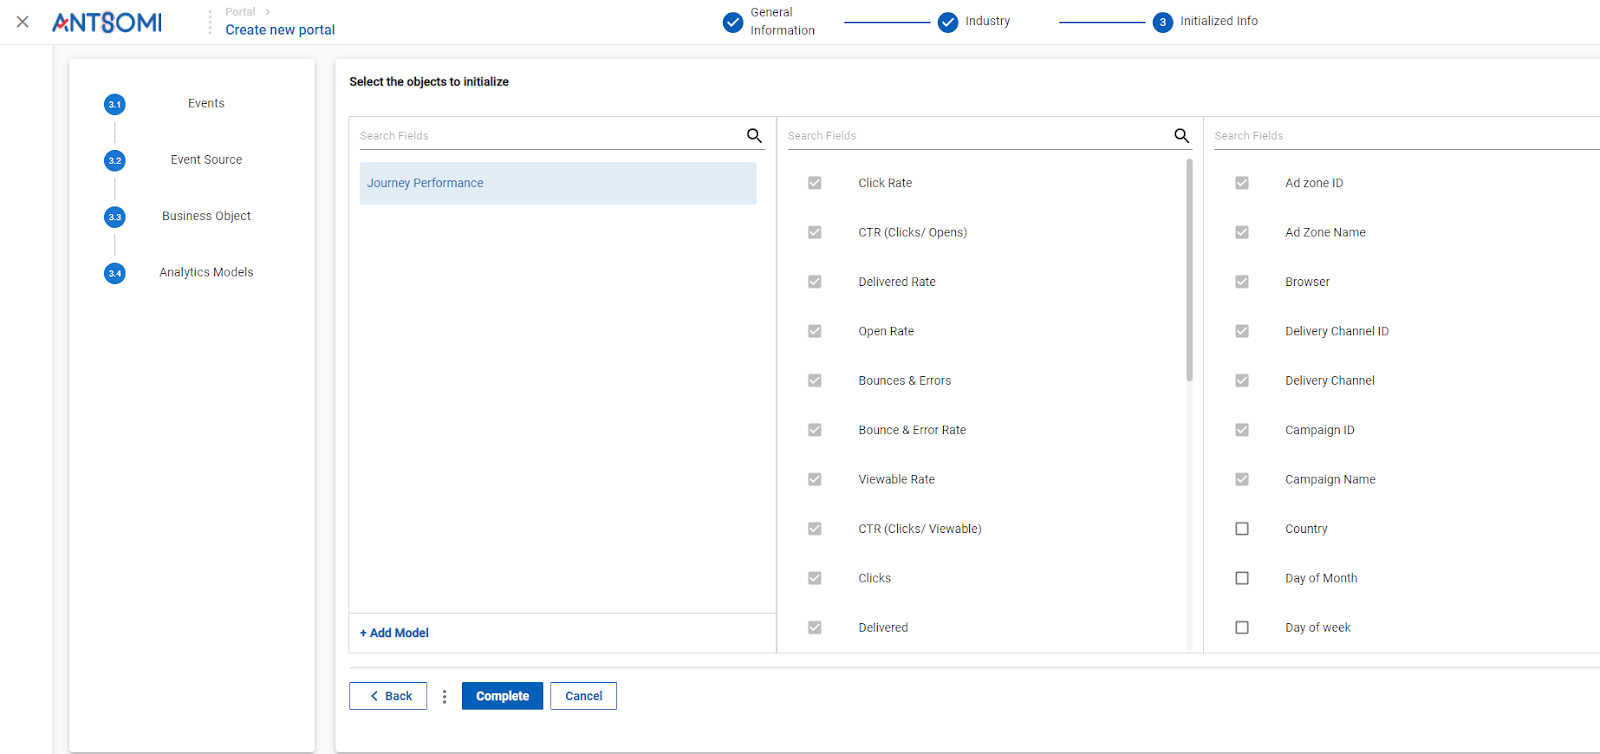 ANTSOMI
Portal
Create new portal
General
Information
Industry
3
Initialized Info
3.1
Events
3.2
Event Source
3.3
Business Object
3.4
Analytics Models
Select the objects to initialize
Search Fields
Journey Performance
+ Add Model
Search Fields
Click Rate
CTR (Clicks/ Opens)
Delivered Rate
Open Rate
Bounces & Errors
Bounce & Error Rate
Viewable Rate
CTR (Clicks/ Viewable)
Clicks
Delivered
Search Fields
Ad zone ID
Ad Zone Name
Browser
Delivery Channel ID
Delivery Channel
Campaign ID
Campaign Name
Country
Day of Month
Day of week
Back
Complete
Cancel